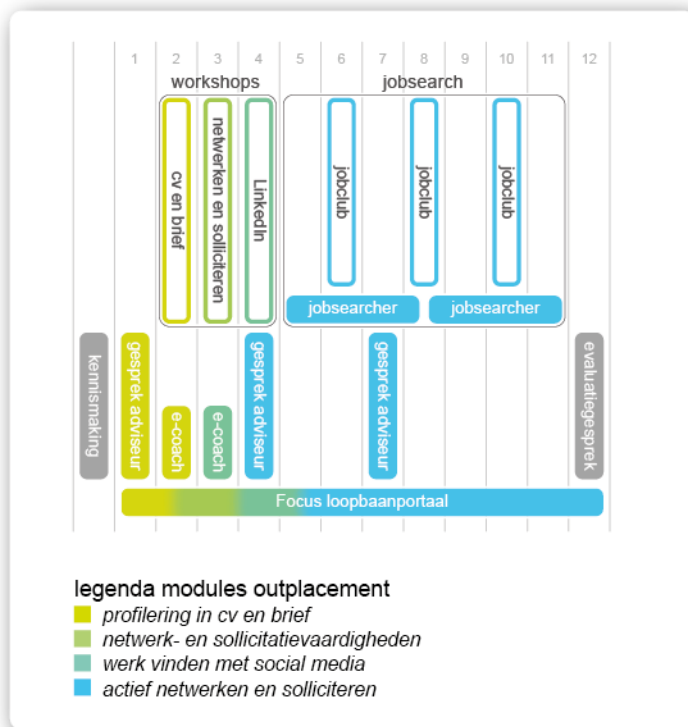 1 2 3 4 5 6 7 8 9 10 11 12
workshops jobsearch
cv en brief
netwerken en solliciteren
LinkedIn
jobclub
jobclub
jobclub
jobsearcher jobsearcher
kennismaking
gesprek adviseur
e-coach
e-coach
gesprek adviseur
gesprek adviseur
evaluatiegesprek
Focus loopbaanportaal
legenda modules outplacement
profilering in cv en brief
netwerk- en sollicitatievaardigheden
werk vinden met social media
actief netwerken en solliciteren